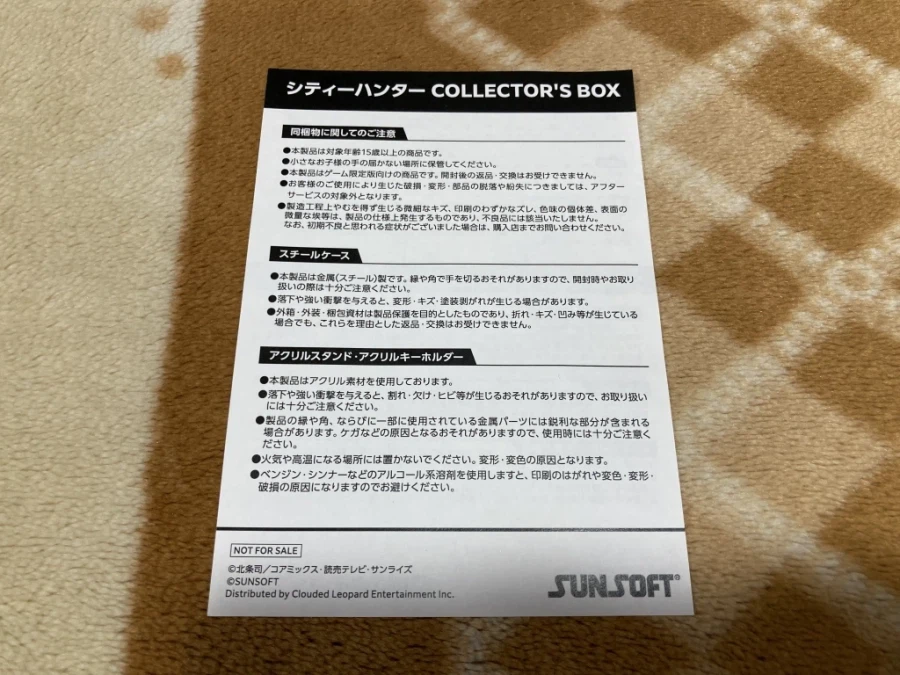 シティーハンター COLLECTOR'S BOX
同梱物に関してのご注意
●本製品は対象年齢15歳以上の商品です。
●小さなお子様の手の届かない場所に保管してください。
●本製品はゲーム限定版向けの商品です。開封後の返品・交換はお受けできません。
●お客様のご使用により生じた破損・変形・部品の脱落や紛失につきましては、アフター
サービスの対象外となります。
●製造工程上やむを得ず生じる微細なキズ、印刷のわずかなズレ、色味の個体差、表面の
微量な埃等は、製品の仕様上発生するものであり、不良品には該当いたしません。
なお、初期不良と思われる症状がございました場合は、購入店までお問い合わせください。
スチールケース
●本製品は金属(スチール)製です。縁や角で手を切るおそれがありますので、開封時やお取り
扱いの際は十分ご注意ください。
●落下や強い衝撃を与えると、変形・キズ・塗装剥がれが生じる場合があります。
●外箱・外装・梱包資材は製品保護を目的としたものであり、折れ・キズ・凹み等が生じている
場合でも、これらを理由とした返品・交換はお受けできません。
アクリルスタンド・アクリルキーホルダー
●本製品はアクリル素材を使用しております。
●落下や強い衝撃を与えると、割れ・欠け・ヒビ等が生じるおそれがありますので、お取り扱い
には十分ご注意ください。
●製品の縁や角、ならびに一部に使用されている金属パーツには鋭利な部分が含まれる
場合があります。ケガなどの原因となるおそれがありますので、使用時には十分ご注意く
ださい。
●火気や高温になる場所には置かないでください。変形・変色の原因となります。
●ベンジン・シンナーなどのアルコール系溶剤を使用しますと、印刷のはがれや変色・変形・
破損の原因になりますのでお避けください。
NOT FOR SALE
©北条司／コアミックス・読売テレビ・サンライズ
©SUNSOFT
Distributed by Clouded Leopard Entertainment Inc.
SUNSOFT®